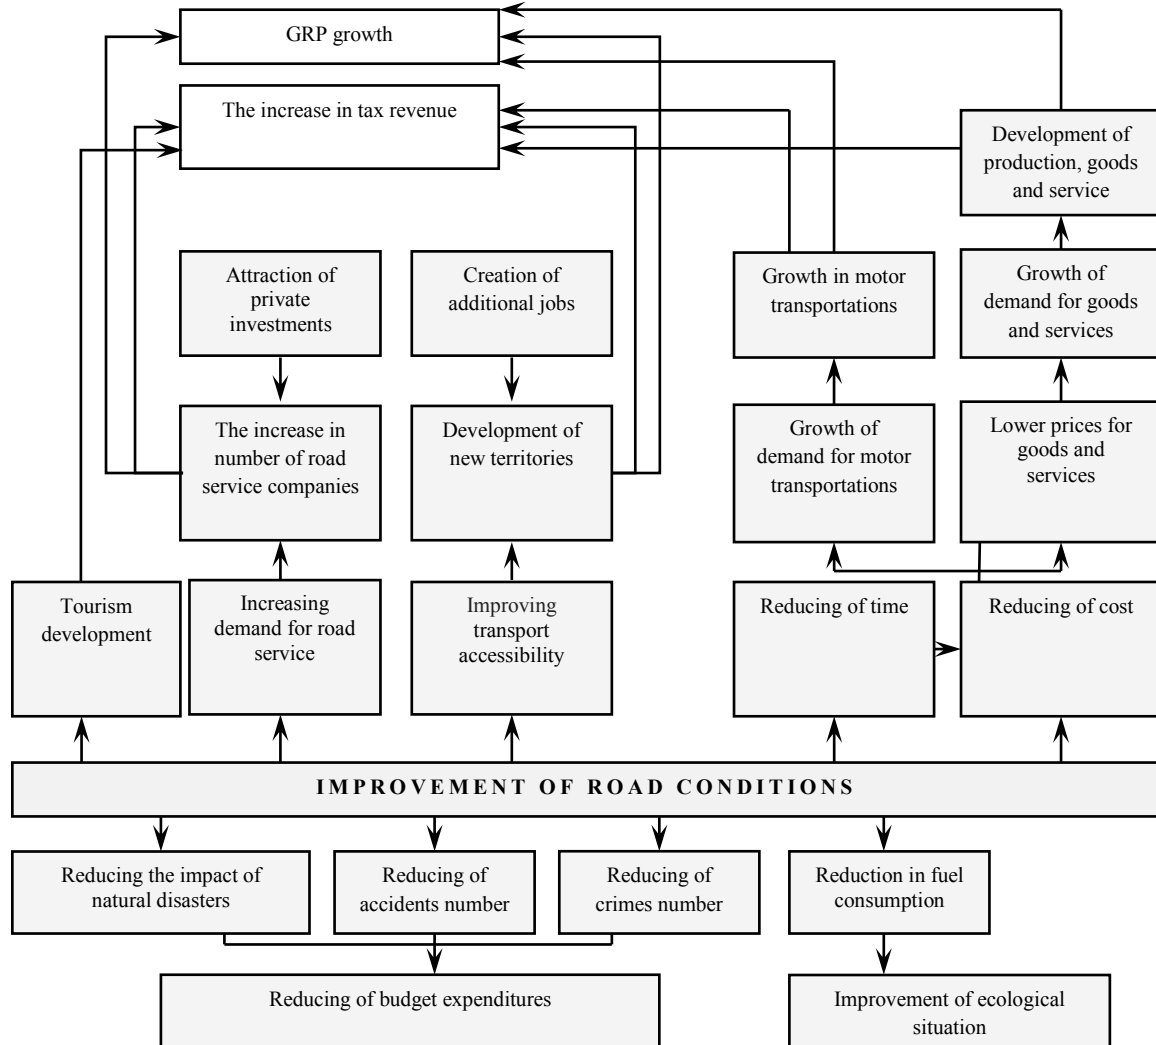 GRP growth
The increase in tax revenue
Development of
production, goods
and service
Attraction of
private
investments
Creation of
additional jobs
Growth in motor
transportations
Growth of
demand for goods
and services
The increase in
number of road
service companies
Development of
new territories
Growth of
demand for motor
transportations
Lower prices for
goods and
services
Tourism
development
Increasing
demand for road
service
Improving
transport
accessibility
Reducing of time
Reducing of cost
IMPROVEMENT OF ROAD CONDITIONS
Reducing the impact of
natural disasters
Reducing of
accidents number
Reducing of
crimes number
Reduction in fuel
consumption
Reducing of budget expenditures
Improvement of ecological
situation